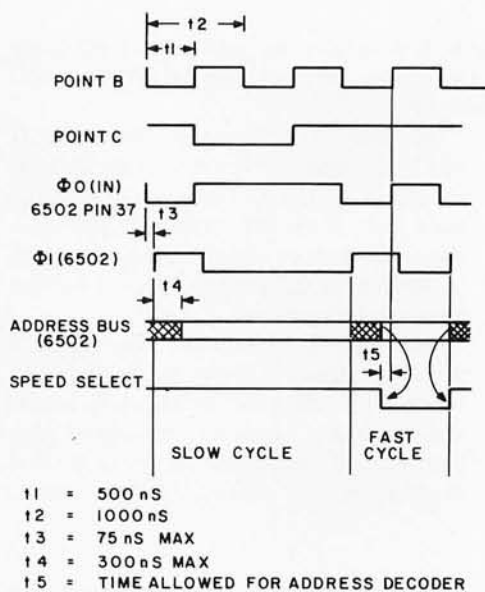 t2
t1
POINT B
POINT C
Φ0 (IN)
6502 PIN 37
t3
Φ1 (6502)
t4
ADDRESS BUS
(6502)
t5
SPEED SELECT
SLOW CYCLE
FAST
CYCLE
t1 = 500 nS
t2 = 1000 nS
t3 = 75 nS MAX
t4 = 300 nS MAX
t5 = TIME ALLOWED FOR ADDRESS DECODER